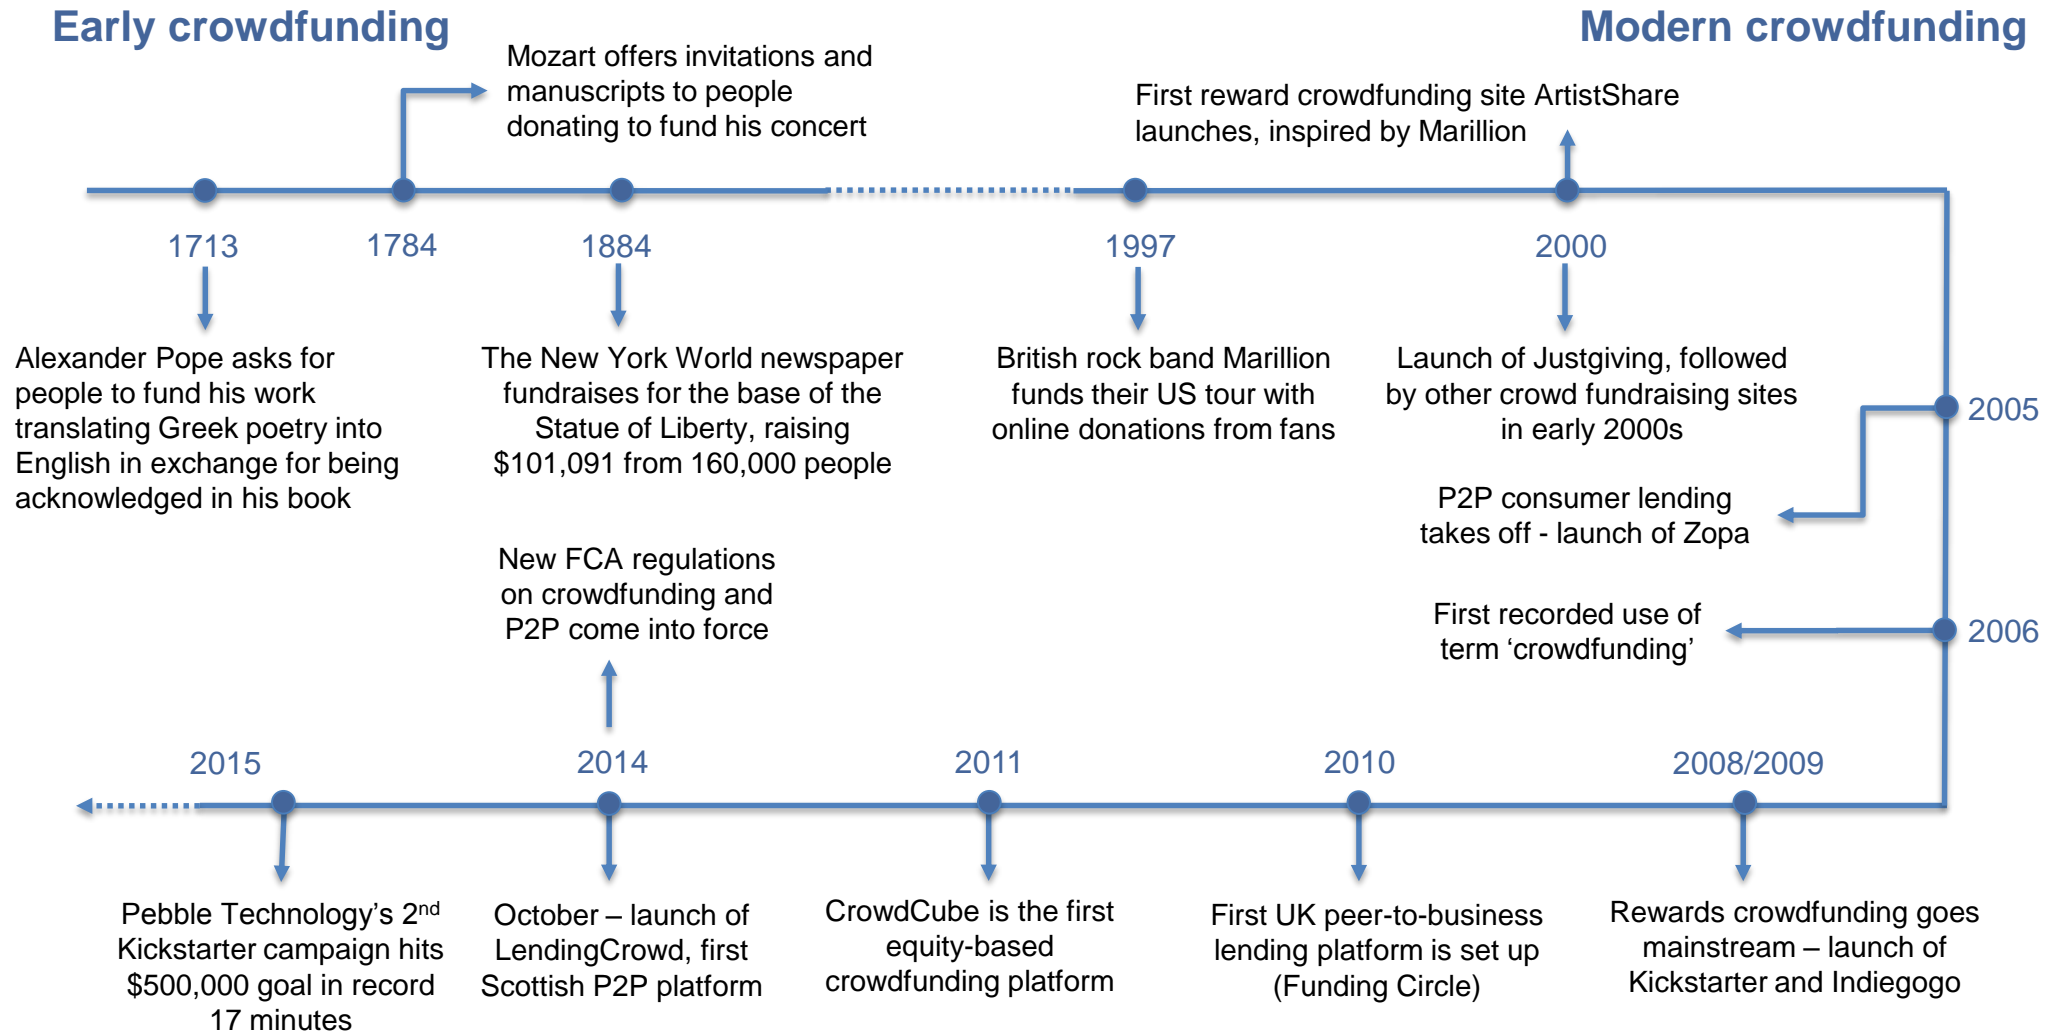 Early crowdfunding
Modern crowdfunding
Mozart offers invitations and
manuscripts to people
donating to fund his concert
First reward crowdfunding site ArtistShare
launches, inspired by Marillion
1713
1784
1884
1997
2000
Alexander Pope asks for
people to fund his work
translating Greek poetry into
English in exchange for being
acknowledged in his book
The New York World newspaper
fundraises for the base of the
Statue of Liberty, raising
$101,091 from 160,000 people
British rock band Marillion
funds their US tour with
online donations from fans
Launch of Justgiving, followed
by other crowd fundraising sites
in early 2000s
2005
P2P consumer lending
takes off - launch of Zopa
2006
First recorded use of
term ‘crowdfunding’
New FCA regulations
on crowdfunding and
P2P come into force
2015
2014
2011
2010
2008/2009
Pebble Technology’s 2nd
Kickstarter campaign hits
$500,000 goal in record
17 minutes
October – launch of
LendingCrowd, first
Scottish P2P platform
CrowdCube is the first
equity-based
crowdfunding platform
First UK peer-to-business
lending platform is set up
(Funding Circle)
Rewards crowdfunding goes
mainstream – launch of
Kickstarter and Indiegogo